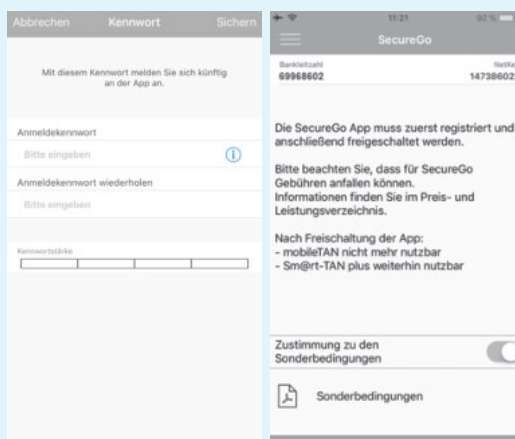 Abbrechen Kennwort Sichern
Mit diesem Kennwort melden Sie sich künftig
an der App an.
Anmeldekennwort
Bitte eingeben
Anmeldekennwort wiederholen
Bitte eingeben
Kennwortstärke
11:21 92 %
SecureGo
Bankleitzahl NetKe
69968602 147386022
Die SecureGo App muss zuerst registriert und
anschließend freigeschaltet werden.
Bitte beachten Sie, dass für SecureGo
Gebühren anfallen können.
Informationen finden Sie im Preis- und
Leistungsverzeichnis.
Nach Freischaltung der App:
- mobileTAN nicht mehr nutzbar
- Sm@rt-TAN plus weiterhin nutzbar
Zustimmung zu den
Sonderbedingungen
Sonderbedingungen